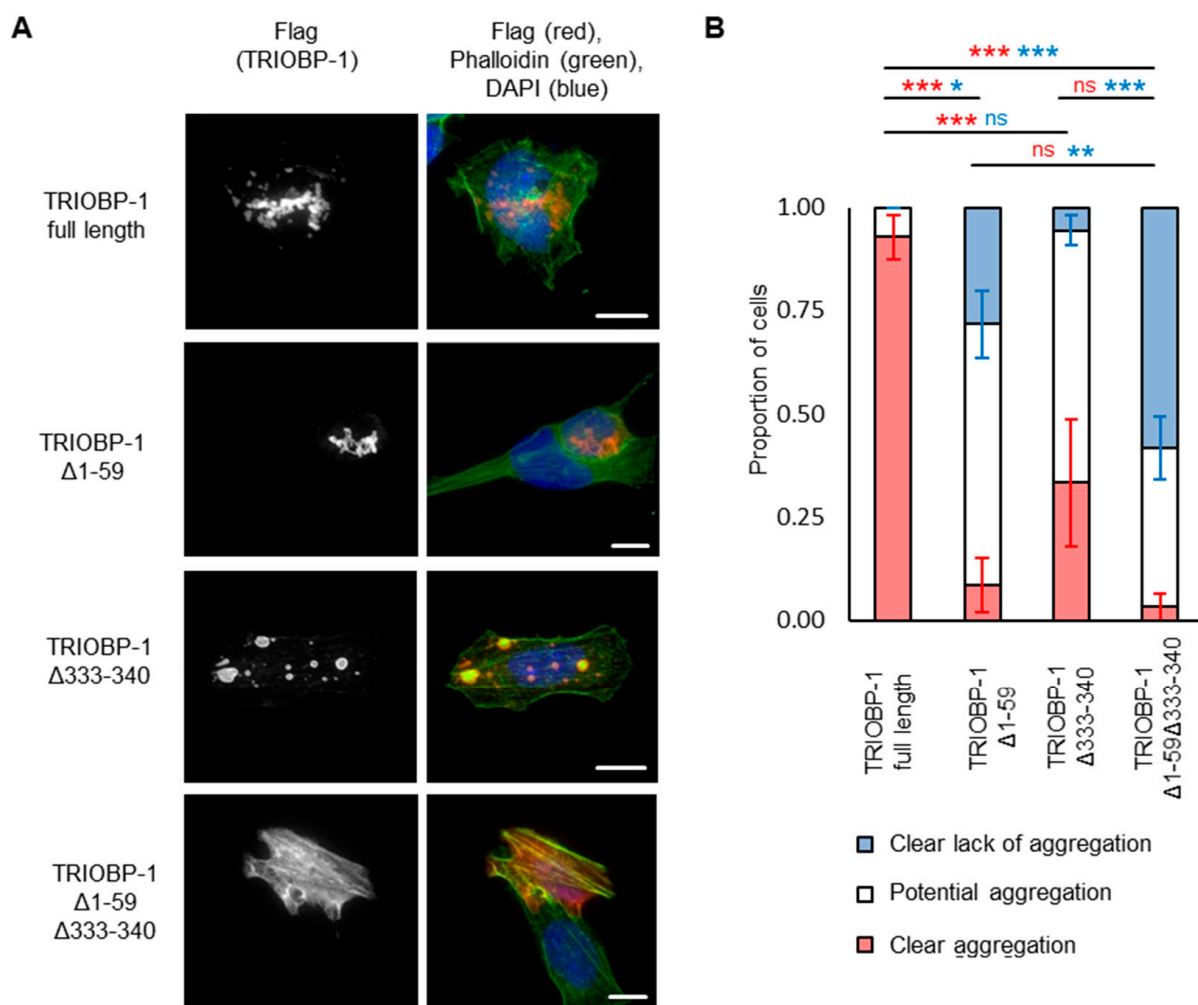 A
Flag
(TRIOBP-1)
Flag (red),
Phalloidin (green),
DAPI (blue)
TRIOBP-1
full length
TRIOBP-1
Δ1-59
TRIOBP-1
Δ333-340
TRIOBP-1
Δ1-59
Δ333-340
B
*** ***
*** *
ns ***
*** ns
ns **
Proportion of cells
1.00
0.75
0.50
0.25
0.00
TRIOBP-1
full length
TRIOBP-1
Δ1-59
TRIOBP-1
Δ333-340
TRIOBP-1
Δ1-59Δ333-340
Clear lack of aggregation
Potential aggregation
Clear aggregation